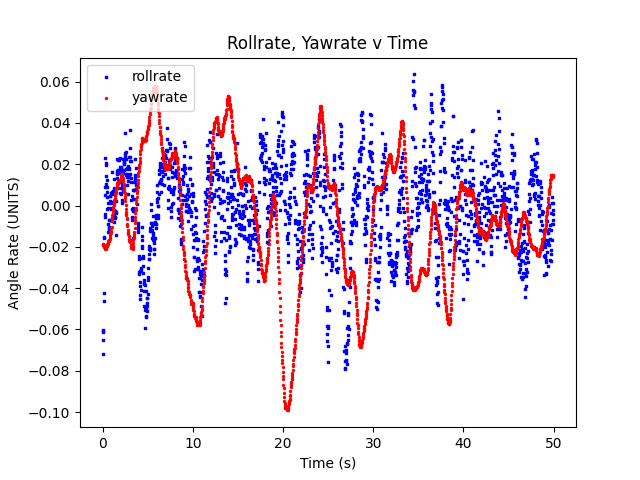 Rollrate, Yawrate v Time
rollrate
yawrate
0.06
0.04
0.02
0.00
−0.02
−0.04
−0.06
−0.08
−0.10
Angle Rate (UNITS)
0 10 20 30 40 50
Time (s)